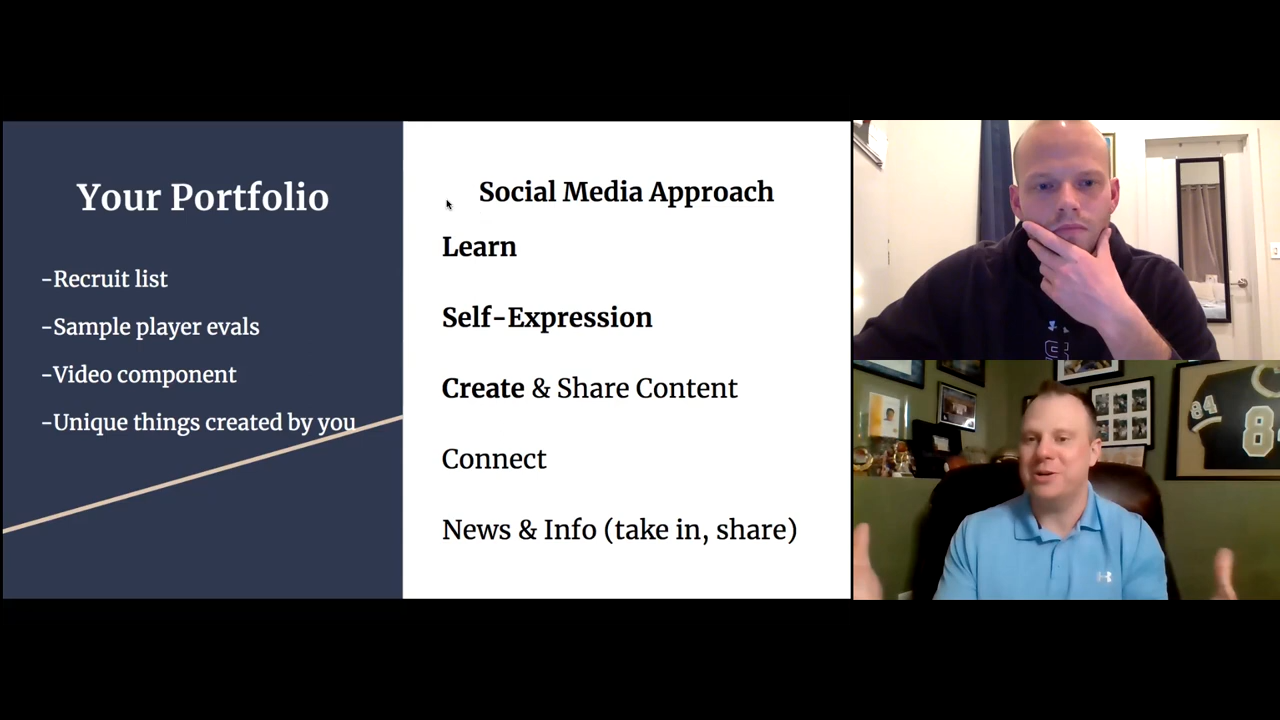 Your Portfolio
-Recruit list
-Sample player evals
-Video component
-Unique things created by you
Social Media Approach
Learn
Self-Expression
Create & Share Content
Connect
News & Info (take in, share)
84